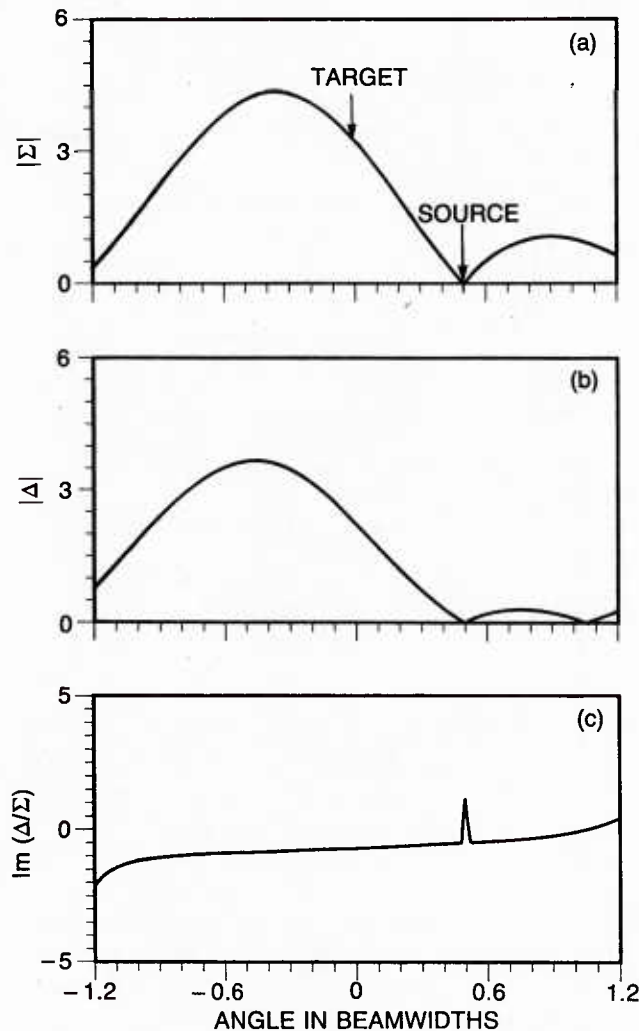 6
(a)
TARGET
|Σ|
3
SOURCE
0
6
(b)
|Δ|
3
0
5
(c)
Im (Δ/Σ)
0
−5
−1.2 −0.6 0 0.6 1.2
ANGLE IN BEAMWIDTHS